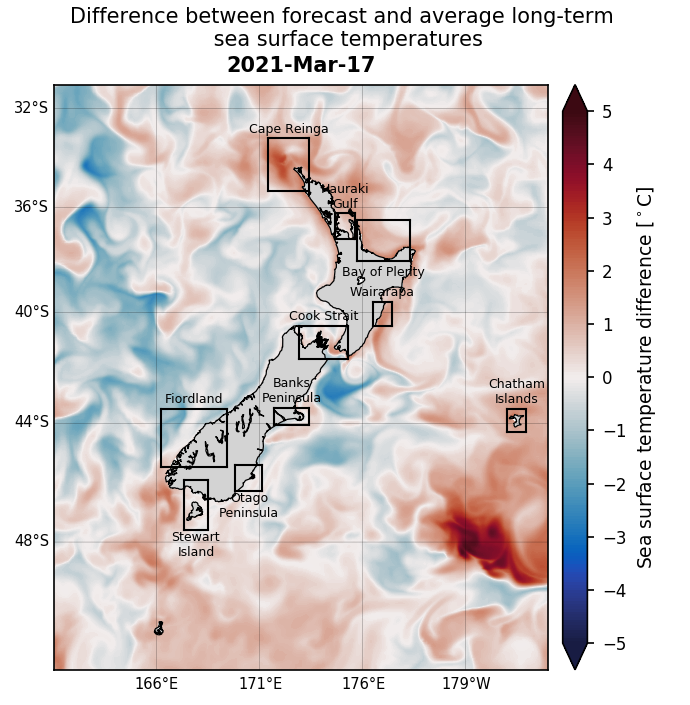 Difference between forecast and average long-term
sea surface temperatures
2021-Mar-17
32°S
36°S
40°S
44°S
48°S
166°E
171°E
176°E
179°W
Cape Reinga
Hauraki
Gulf
Bay of Plenty
Wairarapa
Cook Strait
Banks
Peninsula
Fiordland
Chatham
Islands
Otago
Peninsula
Stewart
Island
5
4
3
2
1
0
−1
−2
−3
−4
−5
Sea surface temperature difference [°C]